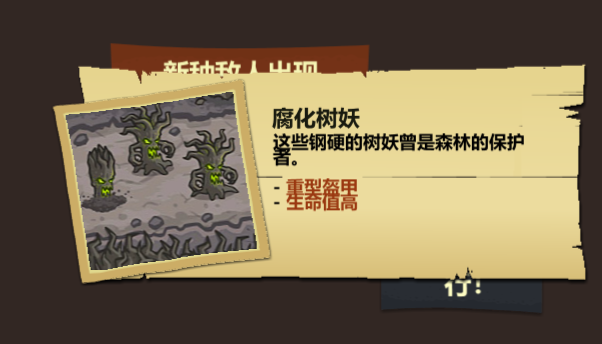 新种敌人出现
腐化树妖
这些钢硬的树妖曾是森林的保护
者。
- 重型盔甲
- 生命值高
行!